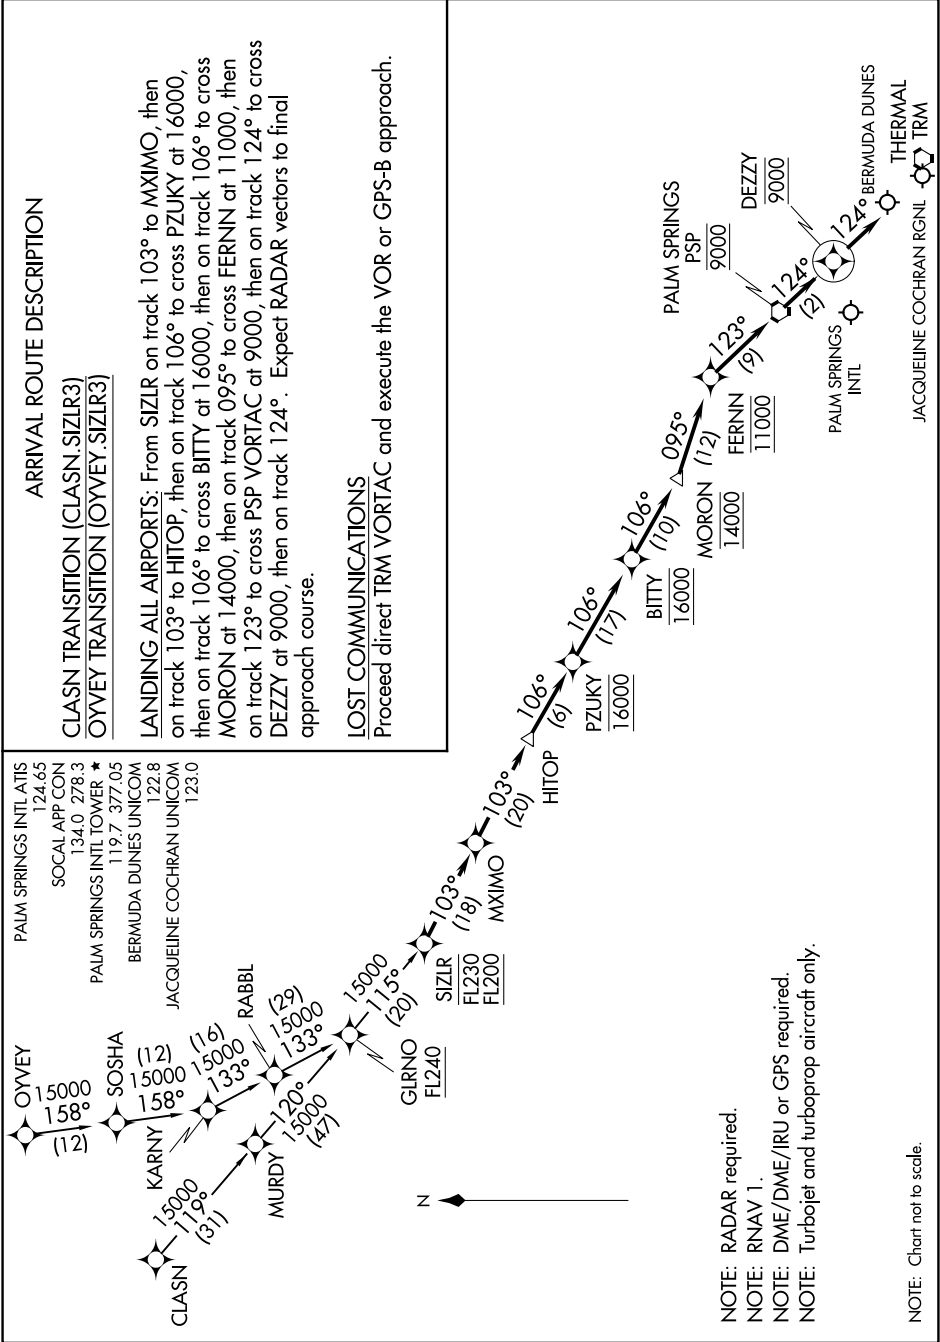 ARRIVAL ROUTE DESCRIPTION
CLASN TRANSITION (CLASN.SIZLR3)
OYVEY TRANSITION (OYVEY.SIZLR3)
LANDING ALL AIRPORTS: From SIZLR on track 103° to MXIMO, then
on track 103° to HITOP, then on track 106° to cross PZUKY at 16000,
then on track 106° to cross BITTY at 16000, then on track 106° to cross
MORON at 14000, then on track 095° to cross FERNN at 11000, then
on track 123° to cross PSP VORTAC at 9000, then on track 124° to cross
DEZZY at 9000, then on track 124°. Expect RADAR vectors to final
approach course.
LOST COMMUNICATIONS
Proceed direct TRM VORTAC and execute the VOR or GPS-B approach.
PALM SPRINGS INTL ATIS
124.65
SOCAL APP CON
134.0 278.3
PALM SPRINGS INTL TOWER ★
119.7 377.05
BERMUDA DUNES UNICOM
122.8
JACQUELINE COCHRAN UNICOM
123.0
OYVEY
15000
158°
(12)
SOSHA
(12)
15000
158°
KARNY
(16)
15000
133°
RABBL
(29)
15000
133°
CLASN
15000
119°
(31)
MURDY
120°
15000
(47)
GLRNO
FL240
15000
115°
(20)
SIZLR
FL230
FL200
103°
(18)
MXIMO
103°
(20)
HITOP
106°
(6)
PZUKY
16000
106°
(17)
BITTY
16000
106°
(10)
MORON
14000
095°
(12)
FERNN
11000
123°
(9)
PALM SPRINGS
PSP
9000
124°
(2)
DEZZY
9000
124°
PALM SPRINGS
INTL
BERMUDA DUNES
THERMAL
TRM
JACQUELINE COCHRAN RGNL
N
NOTE: RADAR required.
NOTE: RNAV 1.
NOTE: DME/DME/IRU or GPS required.
NOTE: Turbojet and turboprop aircraft only.
NOTE: Chart not to scale.